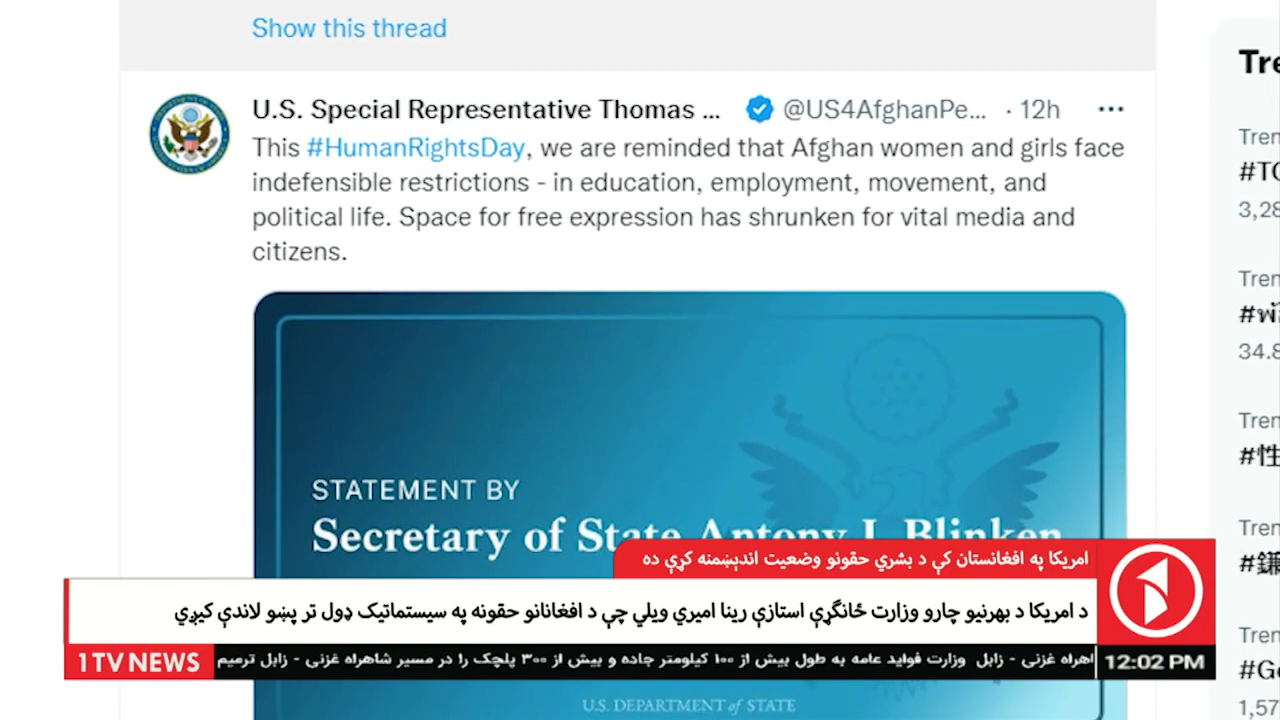 Show this thread
U.S. Special Representative Thomas ... @US4AfghanPe... · 12h
This #HumanRightsDay, we are reminded that Afghan women and girls face
indefensible restrictions - in education, employment, movement, and
political life. Space for free expression has shrunken for vital media and
citizens.
STATEMENT BY
Secretary of State Antony J. Blinken
U.S. DEPARTMENT of STATE
Tre
Tren
#TO
3,28
Tren
#พั
34.8
Tren
#性
Tren
#鎌
Tren
#Ge
1,57
امریکا په افغانستان کې د بشري حقونو وضعیت اندېښمنه کړې ده
د امریکا د بهرنیو چارو وزارت ځانګړې استازې رینا امیري ویلي چې د افغانانو حقونه په سیستماتیک ډول تر پښو لاندې کیږي
1TV NEWS
اهراه غزنی - زابل وزارت فواید عامه به طول بیش از ۱۰۰ کیلومتر جاده و بیش از ۳۰۰ پلچک را در مسیر شاهراه غزنی - زابل ترمیم
12:02 PM